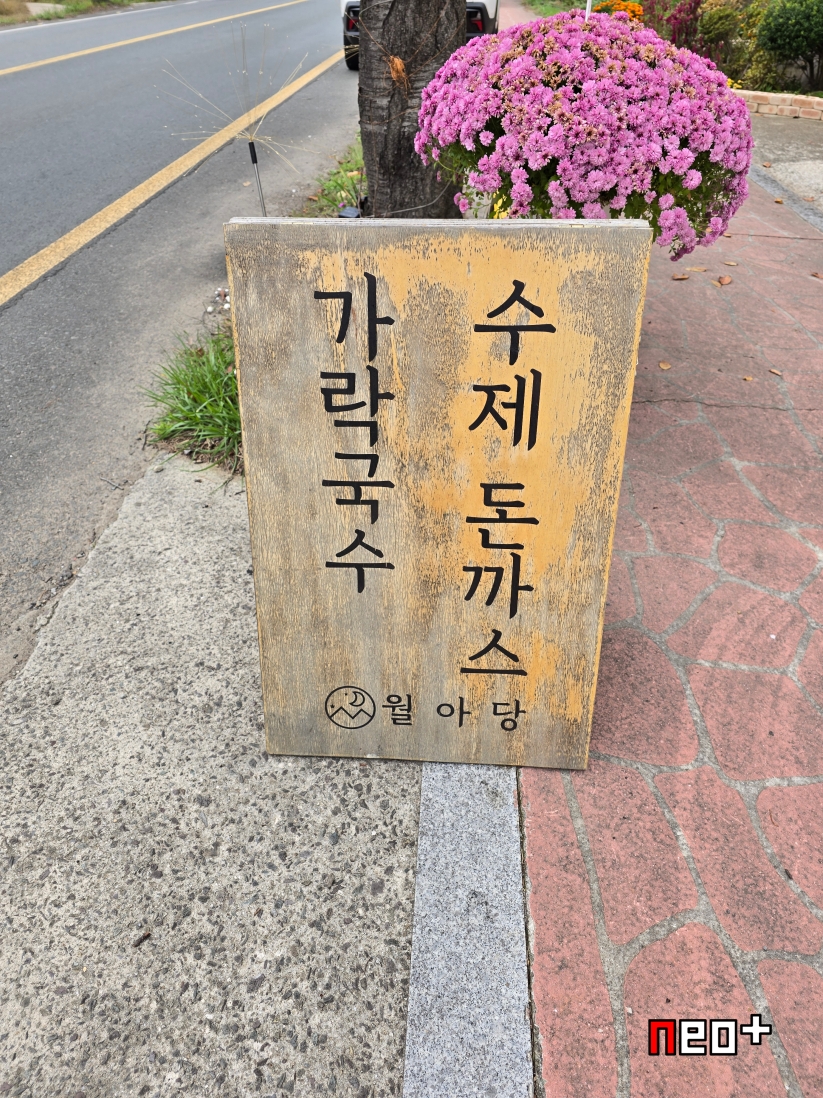 가락국수
수제 돈까스
월아당
neo+